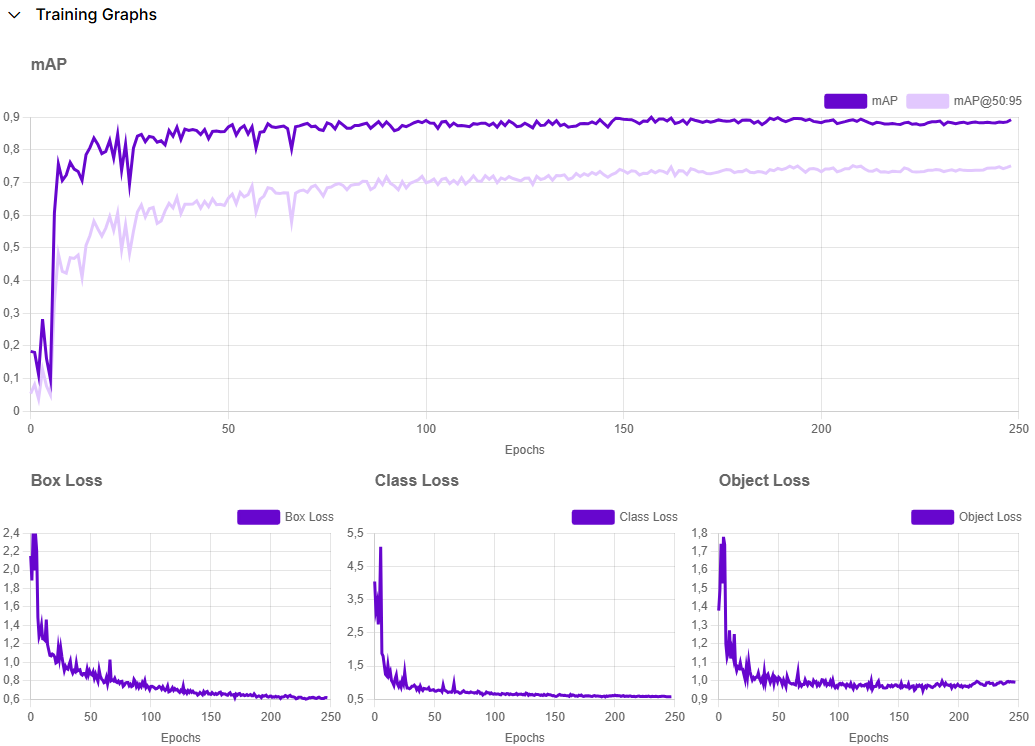 Training Graphs
mAP
mAP mAP@50:95
0,9
0,8
0,7
0,6
0,5
0,4
0,3
0,2
0,1
0
0 50 100 150 200 250
Epochs
Box Loss
Box Loss
2,4
2,2
2,0
1,8
1,6
1,4
1,2
1,0
0,8
0,6
0 50 100 150 200 250
Epochs
Class Loss
Class Loss
5,5
4,5
3,5
2,5
1,5
0,5
0 50 100 150 200 250
Epochs
Object Loss
Object Loss
1,8
1,7
1,6
1,5
1,4
1,3
1,2
1,1
1,0
0,9
0 50 100 150 200 250
Epochs